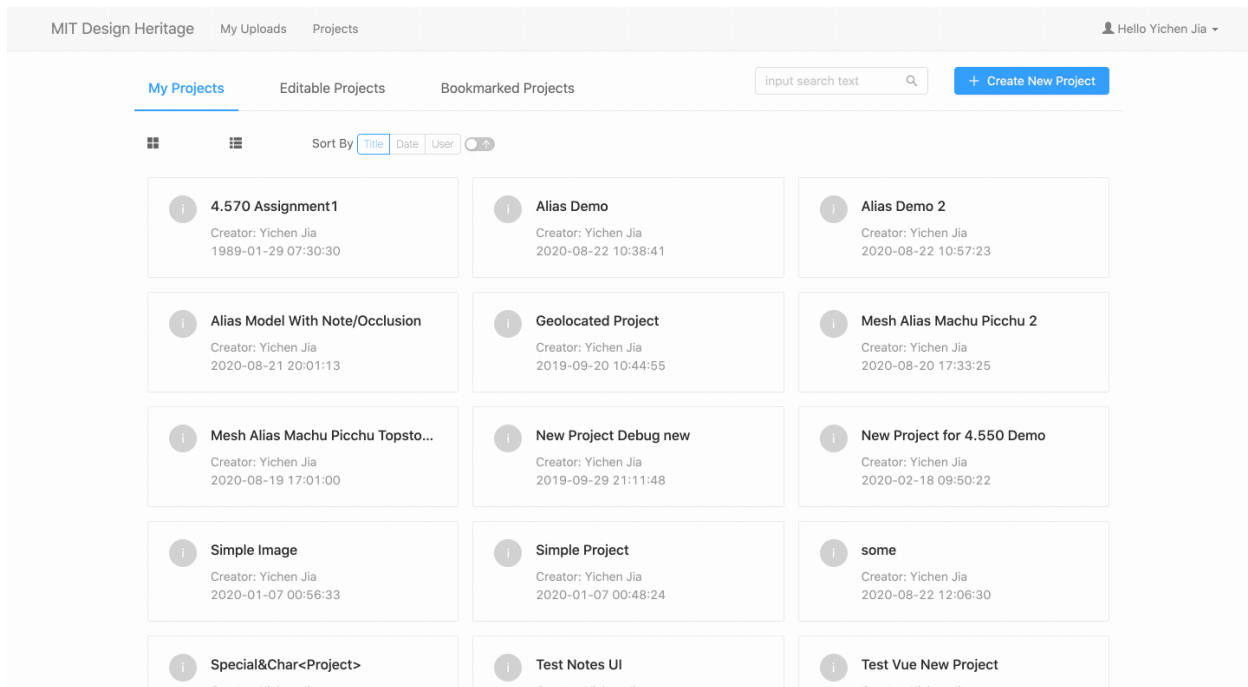 MIT Design Heritage My Uploads Projects Hello Yichen Jia
My Projects Editable Projects Bookmarked Projects input search text + Create New Project
Sort By Title Date User
4.570 Assignment1
Creator: Yichen Jia
1989-01-29 07:30:30
Alias Demo
Creator: Yichen Jia
2020-08-22 10:38:41
Alias Demo 2
Creator: Yichen Jia
2020-08-22 10:57:23
Alias Model With Note/Occlusion
Creator: Yichen Jia
2020-08-21 20:01:13
Geolocated Project
Creator: Yichen Jia
2019-09-20 10:44:55
Mesh Alias Machu Picchu 2
Creator: Yichen Jia
2020-08-20 17:33:25
Mesh Alias Machu Picchu Topsto...
Creator: Yichen Jia
2020-08-19 17:01:00
New Project Debug new
Creator: Yichen Jia
2019-09-29 21:11:48
New Project for 4.550 Demo
Creator: Yichen Jia
2020-02-18 09:50:22
Simple Image
Creator: Yichen Jia
2020-01-07 00:56:33
Simple Project
Creator: Yichen Jia
2020-01-07 00:48:24
some
Creator: Yichen Jia
2020-08-22 12:06:30
Special&Char<Project>
Test Notes UI
Test Vue New Project